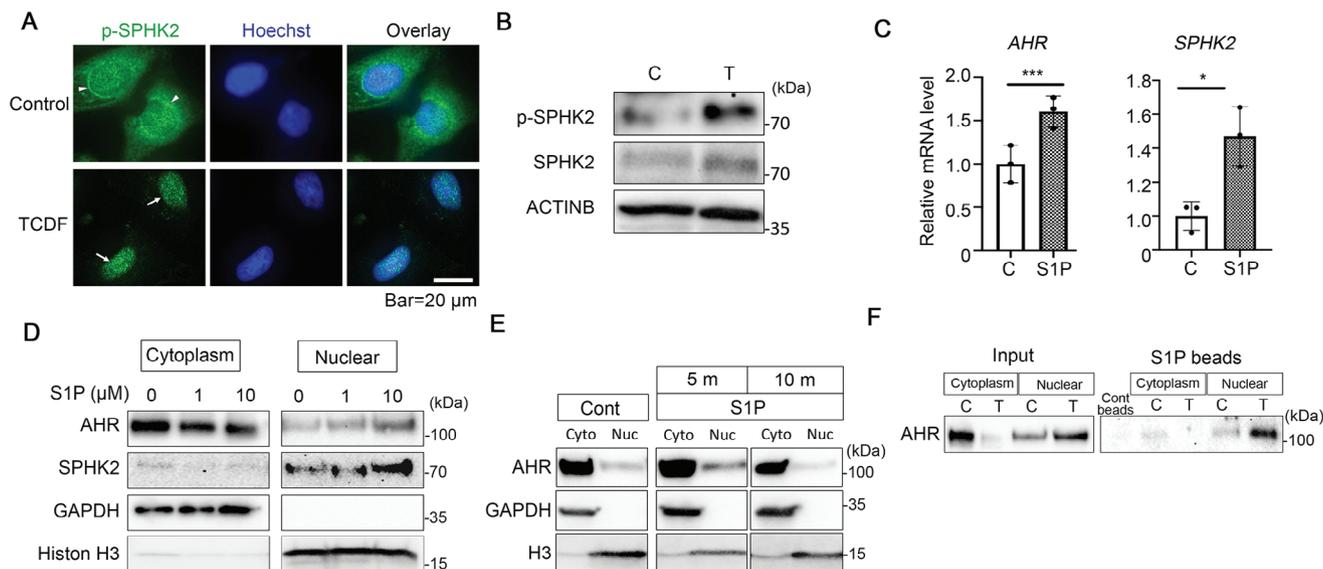 A
p-SPHK2 Hoechst Overlay
Control
TCDF
Bar=20 µm
B
C T
(kDa)
p-SPHK2 -70
SPHK2 -70
ACTINB -35
C
AHR
Relative mRNA level
2.0
1.5
1.0
0.5
0
***
C S1P
SPHK2
1.8
1.6
1.4
1.2
1.0
0
*
C S1P
D
Cytoplasm Nuclear
S1P (µM) 0 1 10 0 1 10
(kDa)
AHR -100
SPHK2 -70
GAPDH -35
Histon H3 -15
E
5 m 10 m
Cont S1P
Cyto Nuc Cyto Nuc Cyto Nuc
(kDa)
AHR -100
GAPDH -35
H3 -15
F
Input S1P beads
Cytoplasm Nuclear Cytoplasm Nuclear
C T C T Cont beads C T C T
(kDa)
AHR -100